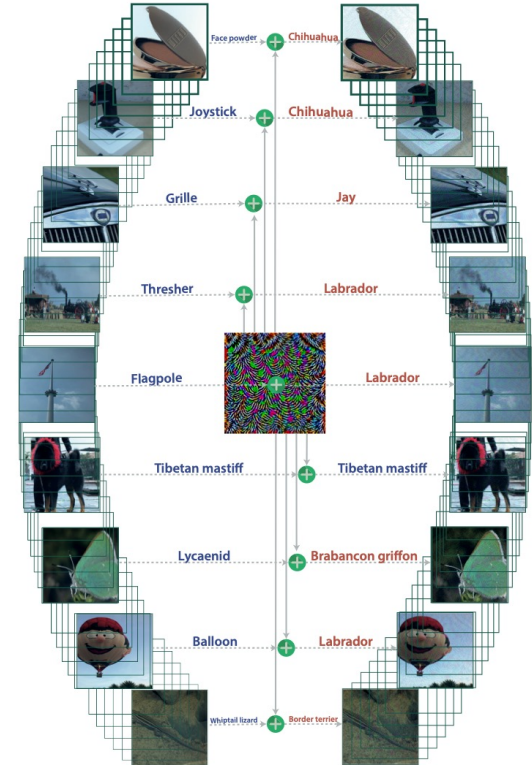 Face powder Chihuahua
Joystick Chihuahua
Grille Jay
Thresher Labrador
Flagpole Labrador
Tibetan mastiff Tibetan mastiff
Lycaenid Brabancon griffon
Balloon Labrador
Whiptail lizard Border terrier